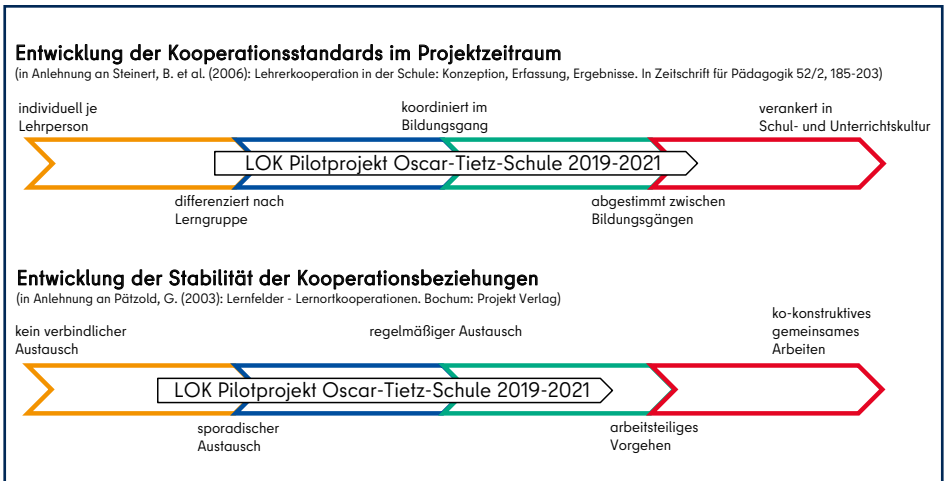 Entwicklung der Kooperationsstandards im Projektzeitraum
(in Anlehnung an Steinert, B. et al. (2006): Lehrerkooperation in der Schule: Konzeption, Erfassung, Ergebnisse. In Zeitschrift für Pädagogik 52/2, 185-203)
individuell je
Lehrperson
koordiniert im
Bildungsgang
verankert in
Schul- und Unterrichtskultur
LOK Pilotprojekt Oscar-Tietz-Schule 2019-2021
differenziert nach
Lerngruppe
abgestimmt zwischen
Bildungsgängen
Entwicklung der Stabilität der Kooperationsbeziehungen
(in Anlehnung an Pätzold, G. (2003): Lernfelder - Lernortkooperationen. Bochum: Projekt Verlag)
kein verbindlicher
Austausch
regelmäßiger Austausch
ko-konstruktives
gemeinsames
Arbeiten
LOK Pilotprojekt Oscar-Tietz-Schule 2019-2021
sporadischer
Austausch
arbeitsteiliges
Vorgehen